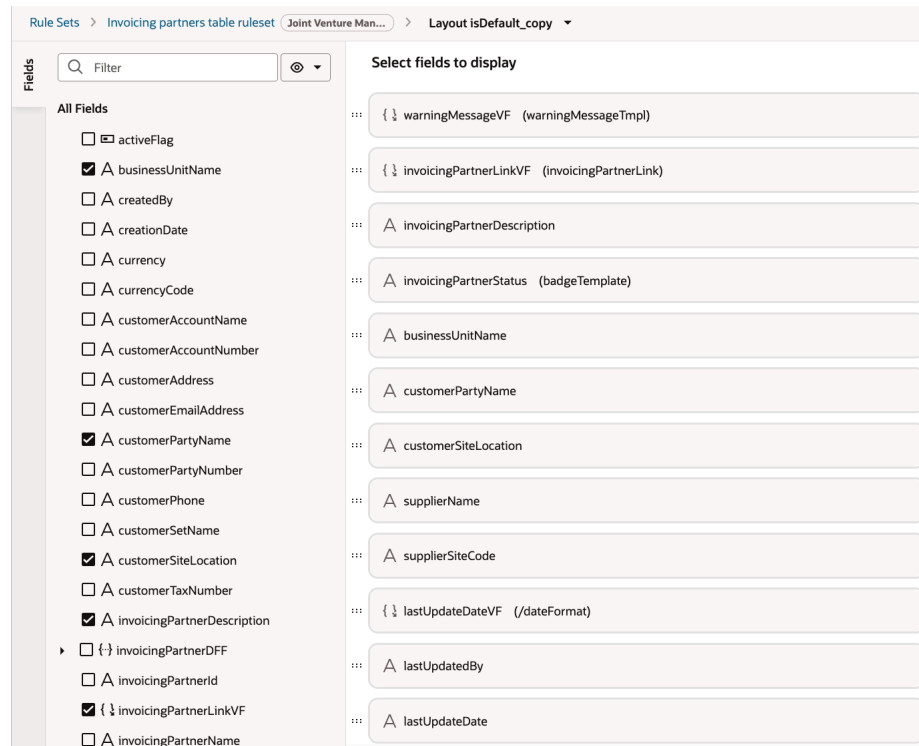 Rule Sets > Invoicing partners table ruleset Joint Venture Man... > Layout isDefault_copy
Fields
Filter
All Fields
activeFlag
businessUnitName
createdBy
creationDate
currency
currencyCode
customerAccountName
customerAccountNumber
customerAddress
customerEmailAddress
customerPartyName
customerPartyNumber
customerPhone
customerSetName
customerSiteLocation
customerTaxNumber
invoicingPartnerDescription
invoicingPartnerDFF
invoicingPartnerId
invoicingPartnerLinkVF
invoicingPartnerName
Select fields to display
warningMessageVF (warningMessageTmpl)
invoicingPartnerLinkVF (invoicingPartnerLink)
invoicingPartnerDescription
invoicingPartnerStatus (badgeTemplate)
businessUnitName
customerPartyName
customerSiteLocation
supplierName
supplierSiteCode
lastUpdateDateVF (/dateFormat)
lastUpdatedBy
lastUpdateDate